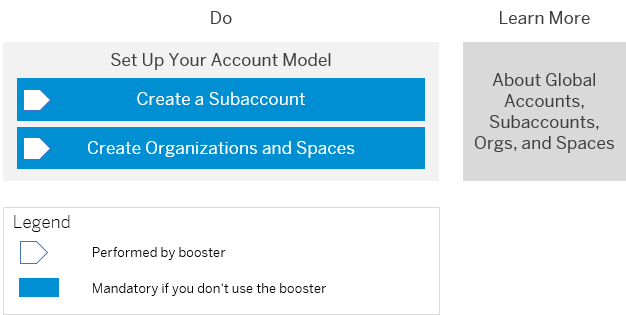 Do
Learn More
Set Up Your Account Model
Create a Subaccount
Create Organizations and Spaces
About Global
Accounts,
Subaccounts,
Orgs, and Spaces
Legend
Performed by booster
Mandatory if you don't use the booster